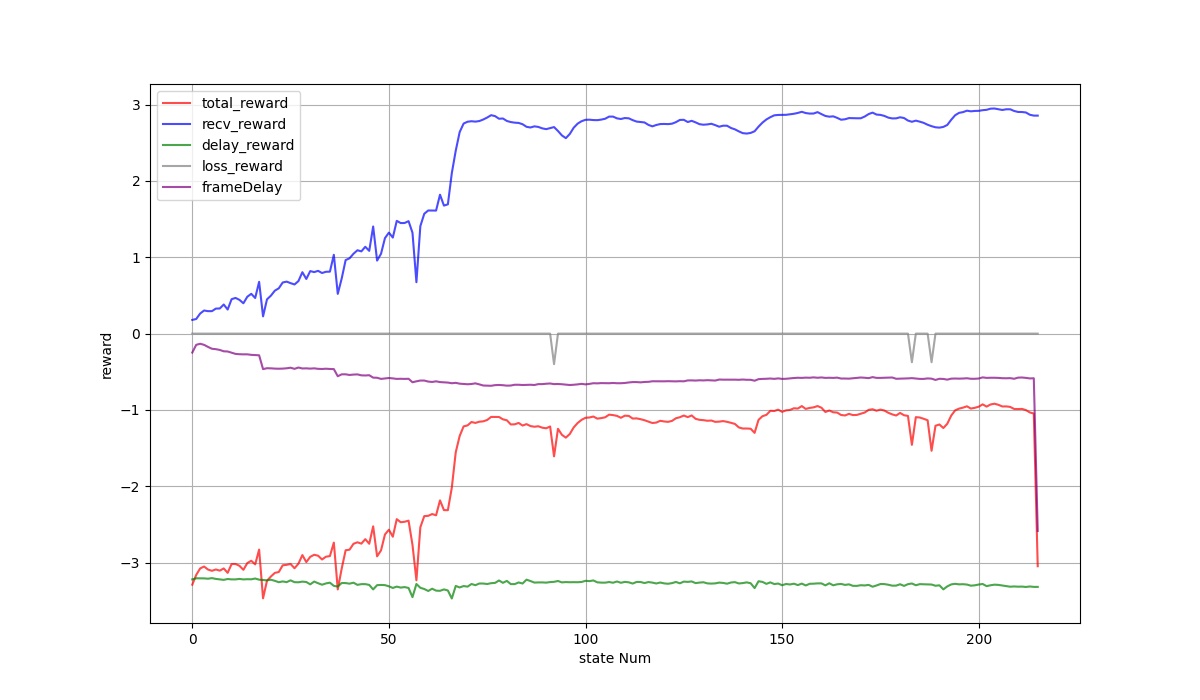 total_reward
recv_reward
delay_reward
loss_reward
frameDelay
3
2
1
0
−1
−2
−3
reward
0 50 100 150 200
state Num